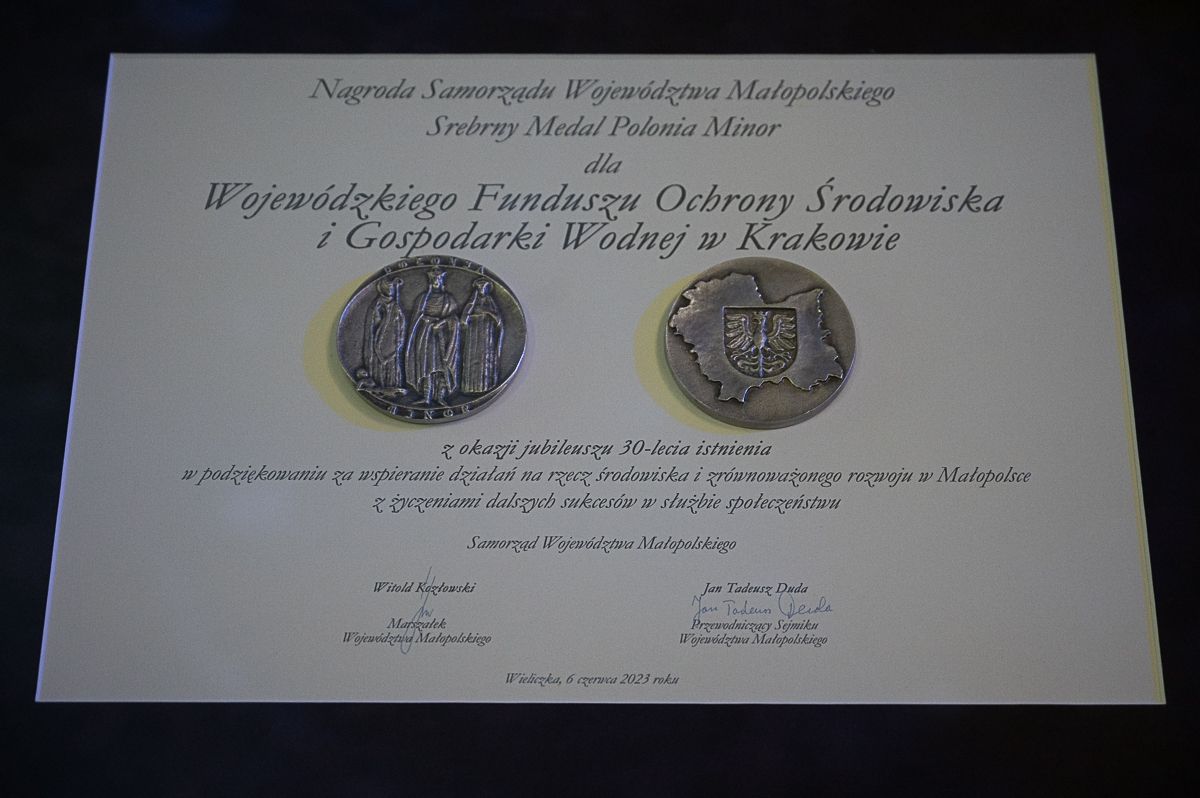 Nagroda Samorządu Województwa Małopolskiego
Srebrny Medal Polonia Minor
dla
Wojewódzkiego Funduszu Ochrony Środowiska
i Gospodarki Wodnej w Krakowie
POLONIA
MINOR
z okazji jubileuszu 30-lecia istnienia
w podziękowaniu za wspieranie działań na rzecz środowiska i zrównoważonego rozwoju w Małopolsce
z życzeniami dalszych sukcesów w służbie społeczeństwu
Samorząd Województwa Małopolskiego
Witold Kozłowski
Marszałek
Województwa Małopolskiego
Jan Tadeusz Duda
Jan Tadeusz Duda
Przewodniczący Sejmiku
Województwa Małopolskiego
Wieliczka, 6 czerwca 2023 roku